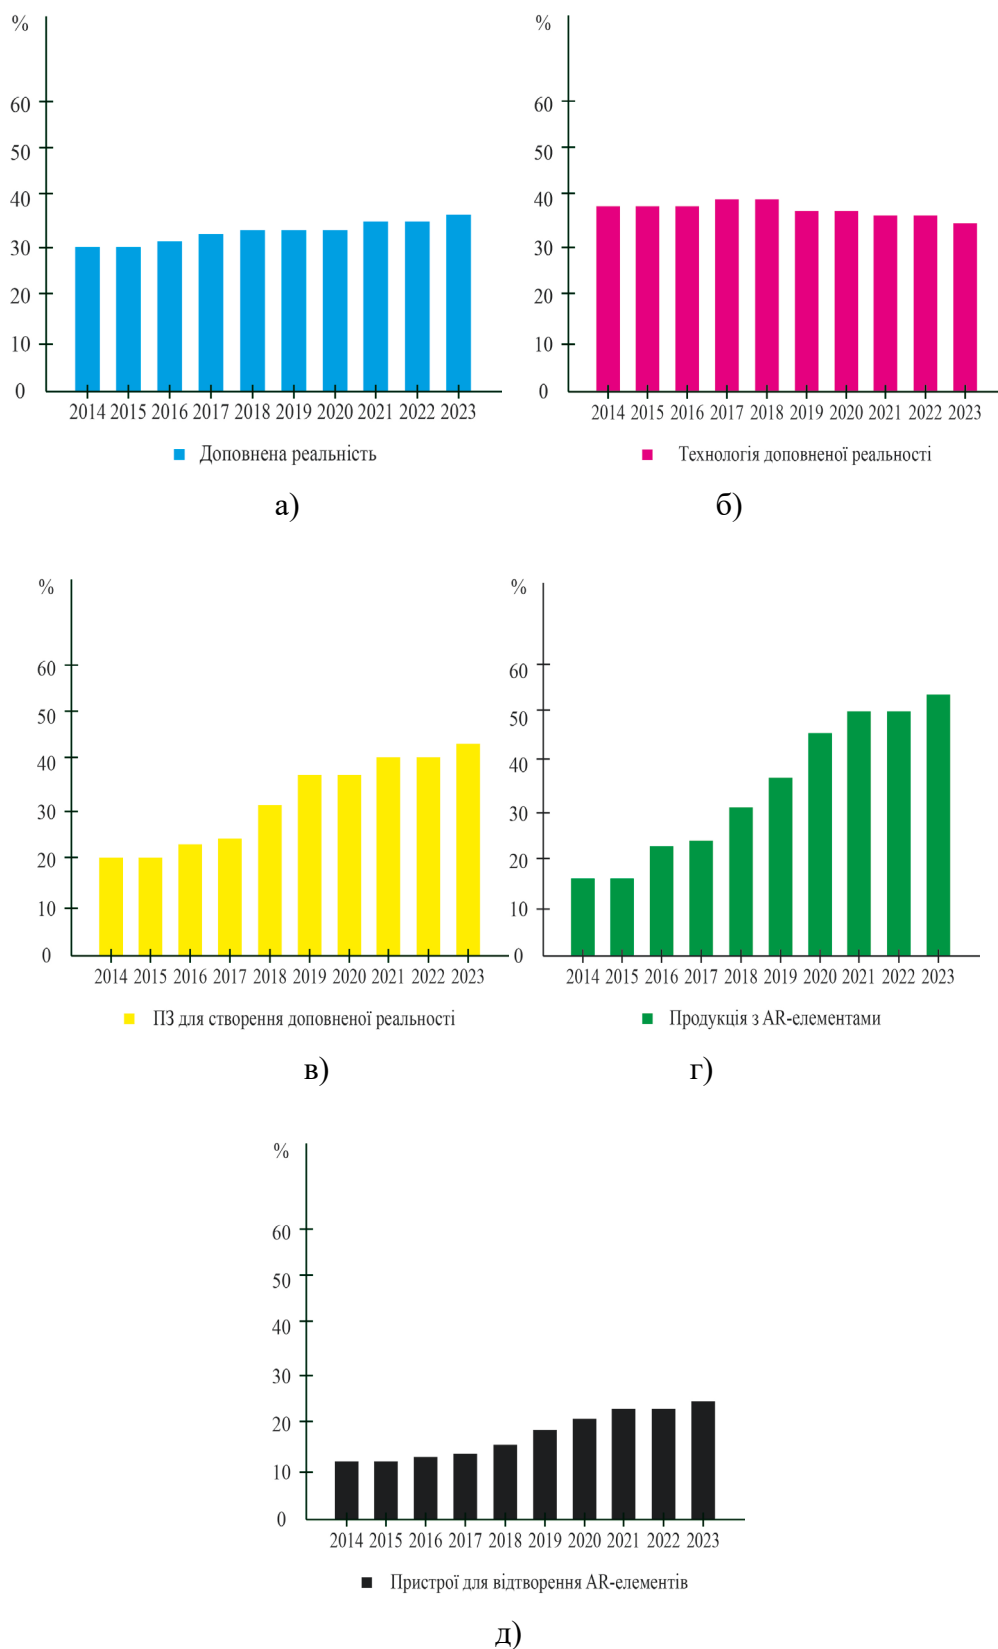 %
60
50
40
30
20
10
0
2014 2015 2016 2017 2018 2019 2020 2021 2022 2023
Доповнена реальність
а)
%
60
50
40
30
20
10
0
2014 2015 2016 2017 2018 2019 2020 2021 2022 2023
Технологія доповненої реальності
б)
%
60
50
40
30
20
10
0
2014 2015 2016 2017 2018 2019 2020 2021 2022 2023
ПЗ для створення доповненої реальності
в)
%
60
50
40
30
20
10
0
2014 2015 2016 2017 2018 2019 2020 2021 2022 2023
Продукція з AR-елементами
г)
%
60
50
40
30
20
10
0
2014 2015 2016 2017 2018 2019 2020 2021 2022 2023
Пристрої для відтворення AR-елементів
д)